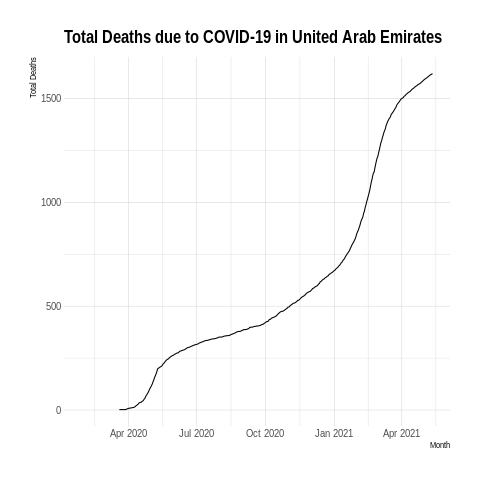 Total Deaths due to COVID-19 in United Arab Emirates
Total Deaths
1500
1000
500
0
Apr 2020 Jul 2020 Oct 2020 Jan 2021 Apr 2021
Month